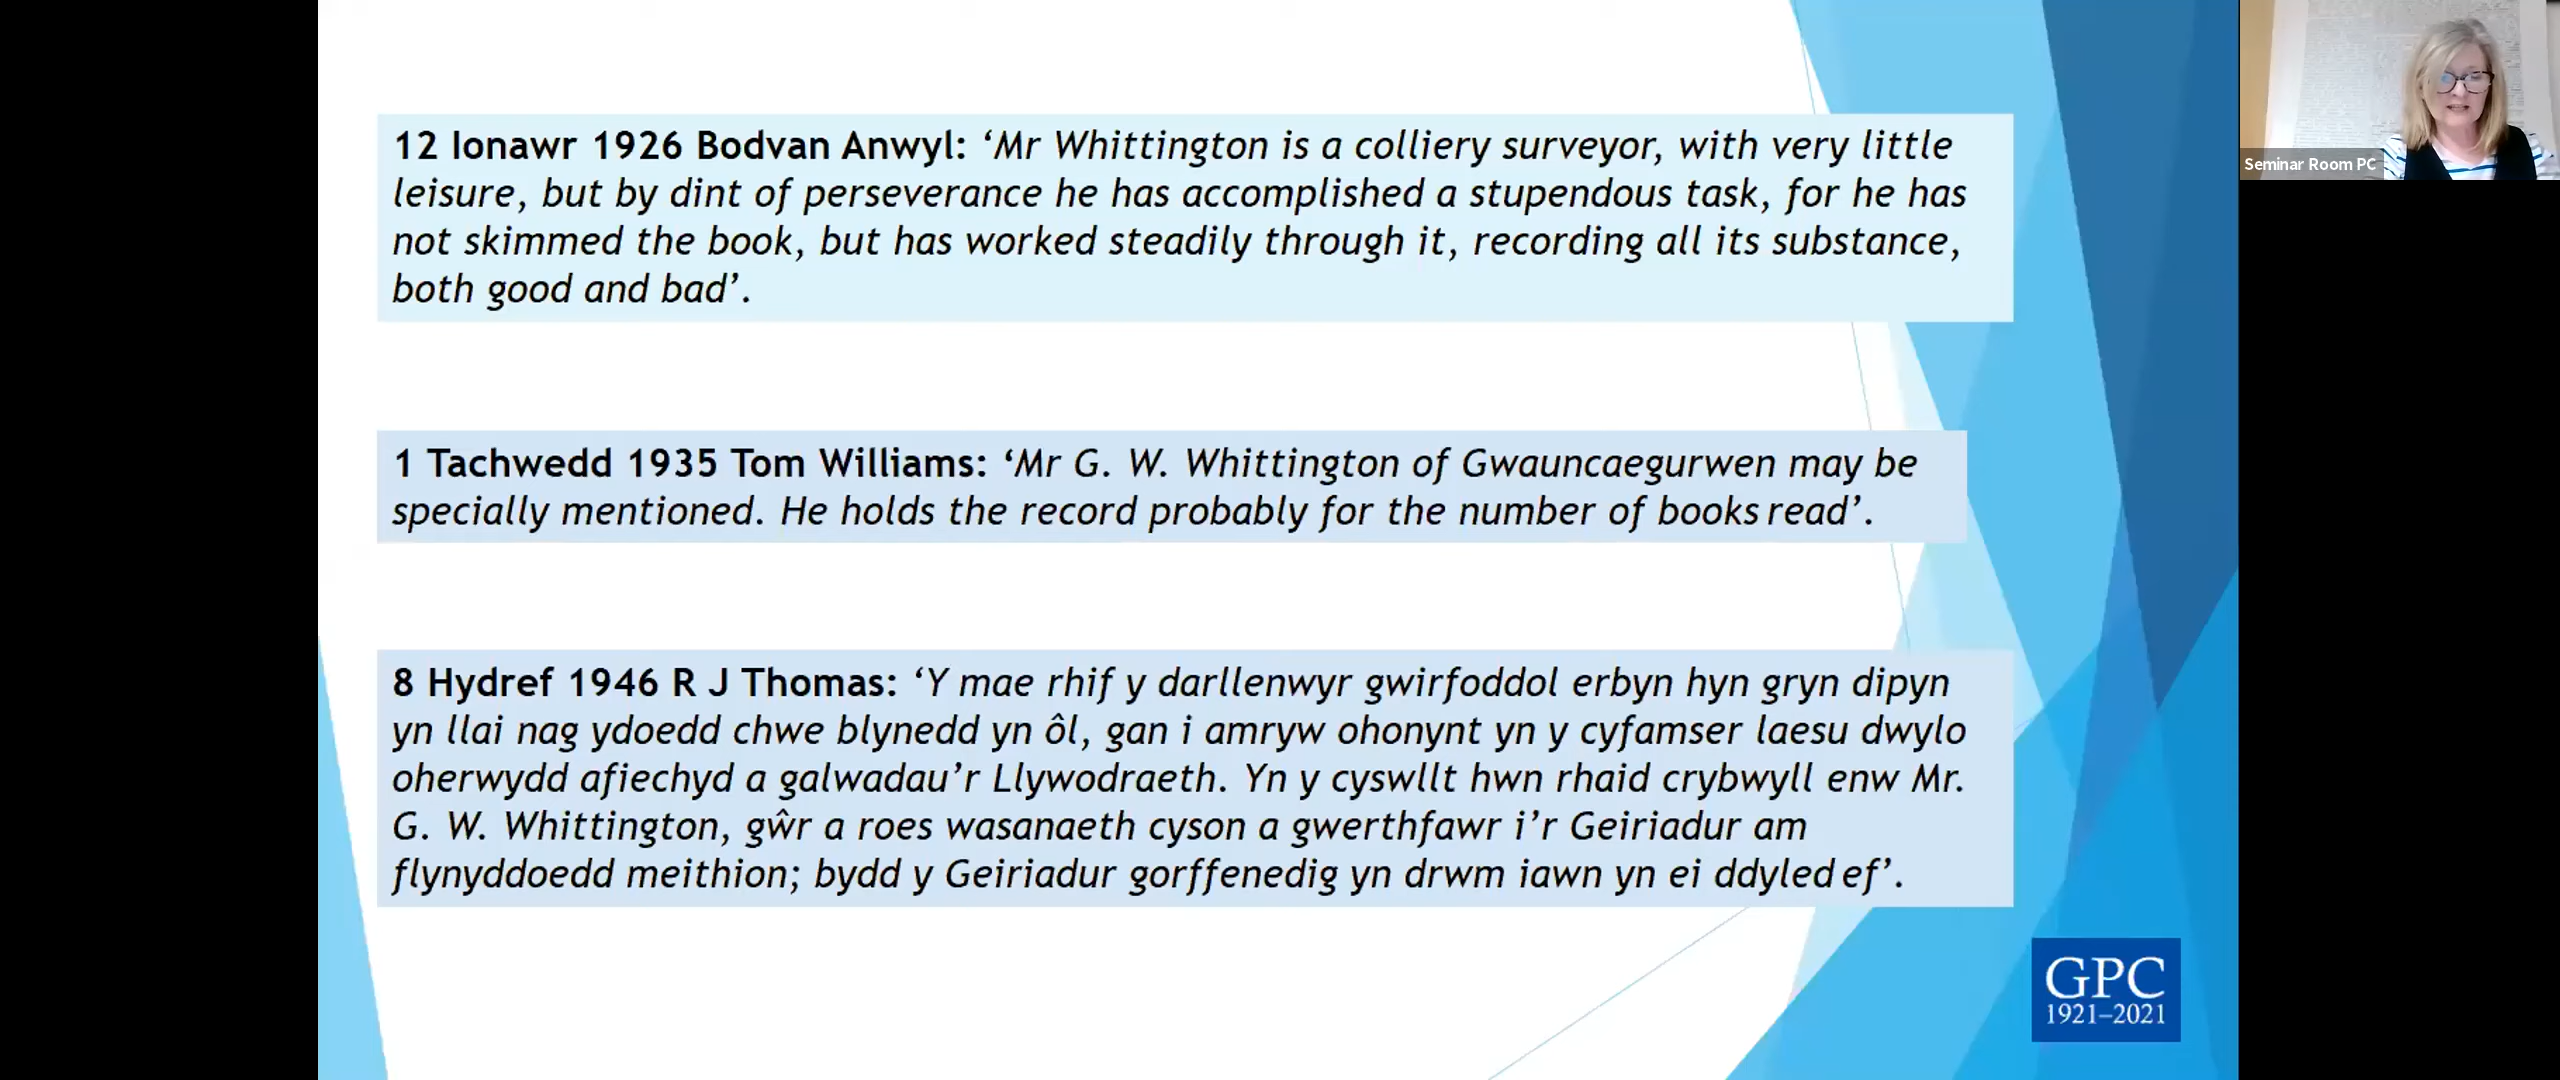 12 Ionawr 1926 Bodvan Anwyl: ‘Mr Whittington is a colliery surveyor, with very little
leisure, but by dint of perseverance he has accomplished a stupendous task, for he has
not skimmed the book, but has worked steadily through it, recording all its substance,
both good and bad’.
1 Tachwedd 1935 Tom Williams: ‘Mr G. W. Whittington of Gwauncaegurwen may be
specially mentioned. He holds the record probably for the number of books read’.
8 Hydref 1946 R J Thomas: ‘Y mae rhif y darllenwyr gwirfoddol erbyn hyn gryn dipyn
yn llai nag ydoedd chwe blynedd yn ôl, gan i amryw ohonynt yn y cyfamser laesu dwylo
oherwydd afiechyd a galwadau’r Llywodraeth. Yn y cyswllt hwn rhaid crybwyll enw Mr.
G. W. Whittington, gŵr a roes wasanaeth cyson a gwerthfawr i’r Geiriadur am
flynyddoedd meithion; bydd y Geiriadur gorffenedig yn drwm iawn yn ei ddyled ef’.
GPC
1921–2021
Seminar Room PC